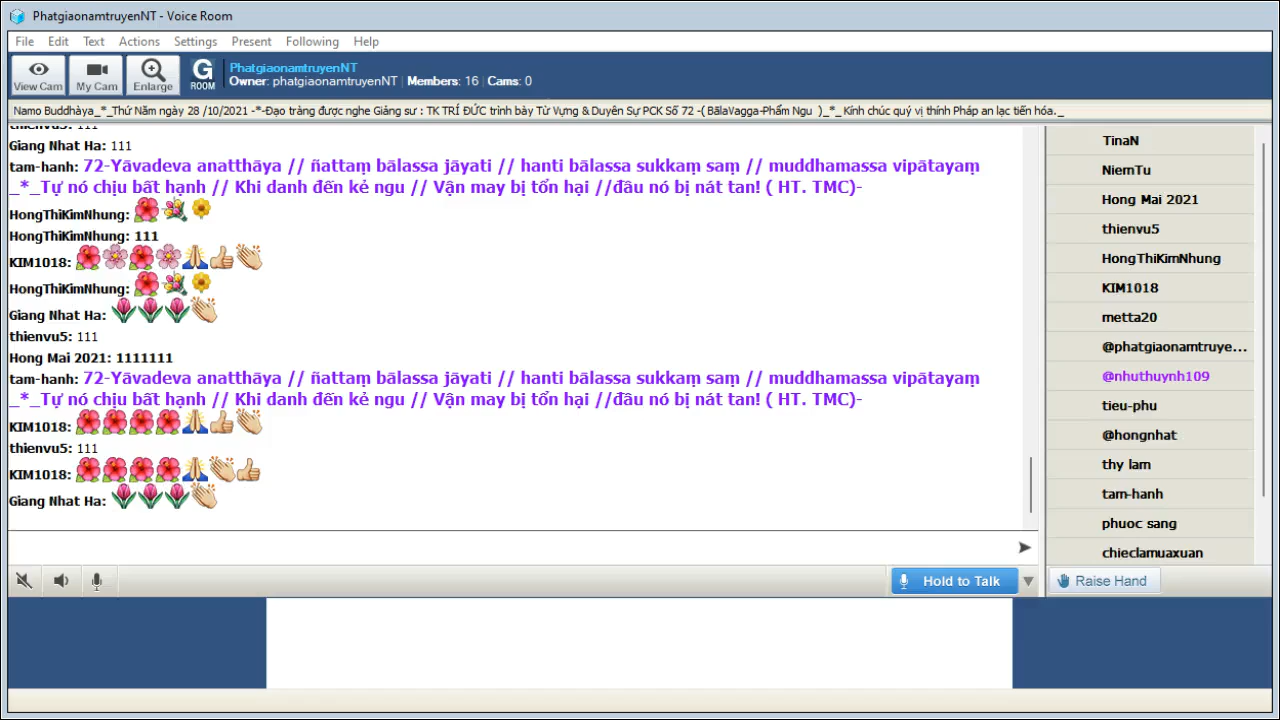 PhatgiaonamtruyenNT - Voice Room
File Edit Text Actions Settings Present Following Help
View Cam My Cam Enlarge G ROOM
PhatgiaonamtruyenNT
Owner: phatgiaonamtruyenNT | Members: 16 | Cams: 0
Namo Buddhàya_*_Thứ Năm ngày 28 /10/2021 -*-Đạo tràng được nghe Giảng sư : TK TRÍ ĐỨC trình bày Từ Vựng & Duyên Sự PCK Số 72 -( BãlaVagga-Phẩm Ngu )_*_Kính chúc quý vị thính Pháp an lạc tiến hóa._
thienvu5: 111
Giang Nhat Ha: 111
tam-hanh: 72-Yāvadeva anatthāya // ñattaṃ bālassa jāyati // hanti bālassa sukkaṃ saṃ // muddhamassa vipātayaṃ
_*_Tự nó chịu bất hạnh // Khi danh đến kẻ ngu // Vận may bị tổn hại //đầu nó bị nát tan! ( HT. TMC)-
HongThiKimNhung:
HongThiKimNhung: 111
KIM1018:
HongThiKimNhung:
Giang Nhat Ha:
thienvu5: 111
Hong Mai 2021: 1111111
tam-hanh: 72-Yāvadeva anatthāya // ñattaṃ bālassa jāyati // hanti bālassa sukkaṃ saṃ // muddhamassa vipātayaṃ
_*_Tự nó chịu bất hạnh // Khi danh đến kẻ ngu // Vận may bị tổn hại //đầu nó bị nát tan! ( HT. TMC)-
KIM1018:
thienvu5: 111
KIM1018:
Giang Nhat Ha:
TinaN
NiemTu
Hong Mai 2021
thienvu5
HongThiKimNhung
KIM1018
metta20
@phatgiaonamtruye...
@nhuthuynh109
tieu-phu
@hongnhat
thy lam
tam-hanh
phuoc sang
chieclamuaxuan
Hold to Talk
Raise Hand